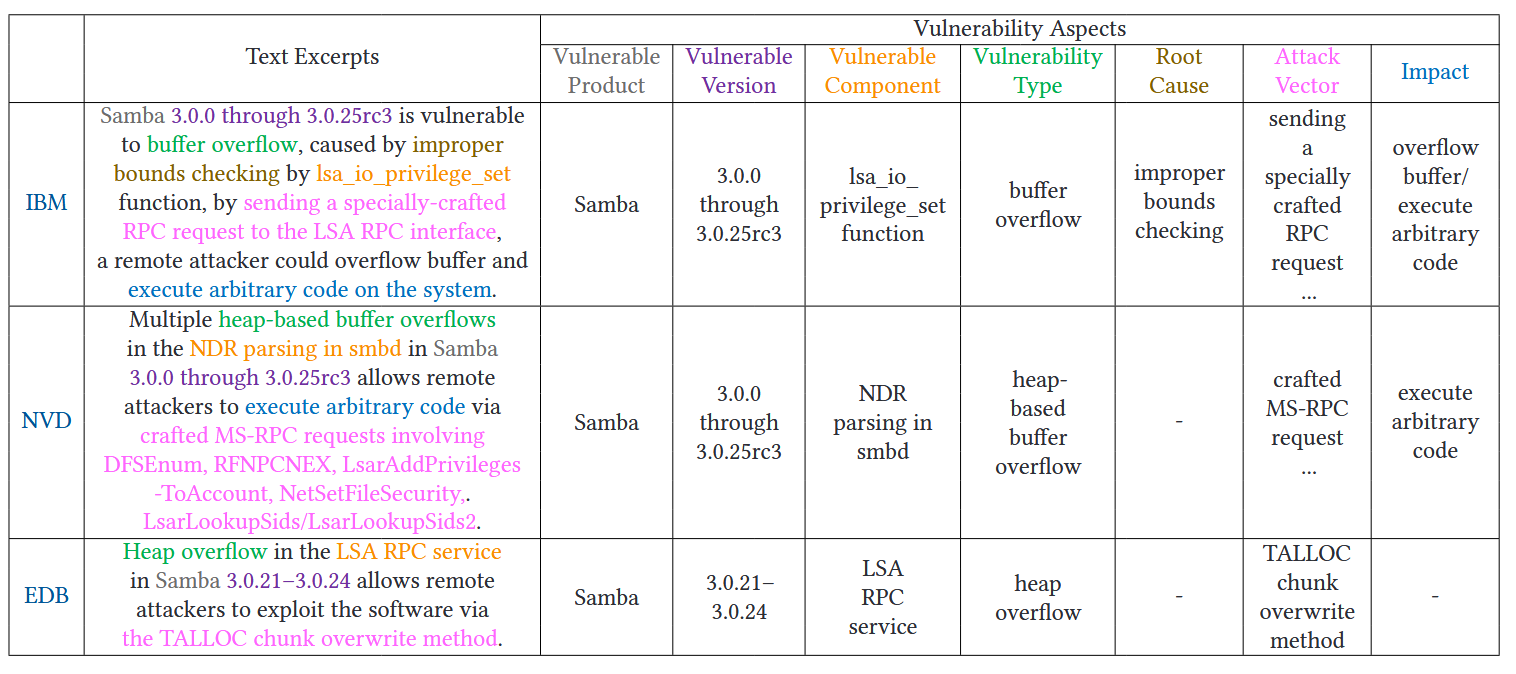 Vulnerability Aspects
Text Excerpts
Vulnerable
Product
Vulnerable
Version
Vulnerable
Component
Vulnerability
Type
Root
Cause
Attack
Vector
Impact
IBM
Samba 3.0.0 through 3.0.25rc3 is vulnerable
to buffer overflow, caused by improper
bounds checking by lsa_io_privilege_set
function, by sending a specially-crafted
RPC request to the LSA RPC interface,
a remote attacker could overflow buffer and
execute arbitrary code on the system.
Samba
3.0.0
through
3.0.25rc3
lsa_io_
privilege_set
function
buffer
overflow
improper
bounds
checking
sending
a
specially
crafted
RPC
request
...
overflow
buffer/
execute
arbitrary
code
NVD
Multiple heap-based buffer overflows
in the NDR parsing in smbd in Samba
3.0.0 through 3.0.25rc3 allows remote
attackers to execute arbitrary code via
crafted MS-RPC requests involving
DFSEnum, RFNPCNEX, LsarAddPrivileges
-ToAccount, NetSetFileSecurity,.
LsarLookupSids/LsarLookupSids2.
Samba
3.0.0
through
3.0.25rc3
NDR
parsing in
smbd
heap-
based
buffer
overflow
-
crafted
MS-RPC
request
...
execute
arbitrary
code
EDB
Heap overflow in the LSA RPC service
in Samba 3.0.21–3.0.24 allows remote
attackers to exploit the software via
the TALLOC chunk overwrite method.
Samba
3.0.21–
3.0.24
LSA
RPC
service
heap
overflow
-
TALLOC
chunk
overwrite
method
-